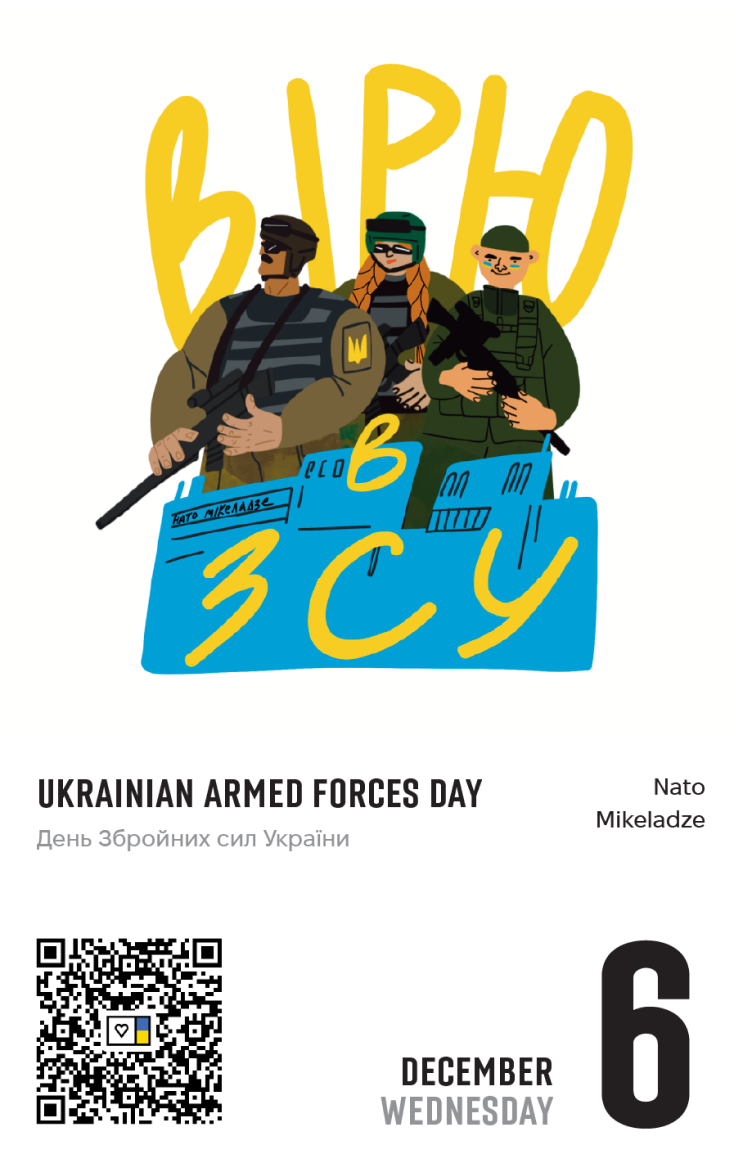 ВІРЮ
В
НАТО МІКЕЛАДЗЕ
ЗСУ
UKRAINIAN ARMED FORCES DAY
День Збройних сил України
Nato
Mikeladze
DECEMBER
WEDNESDAY
6